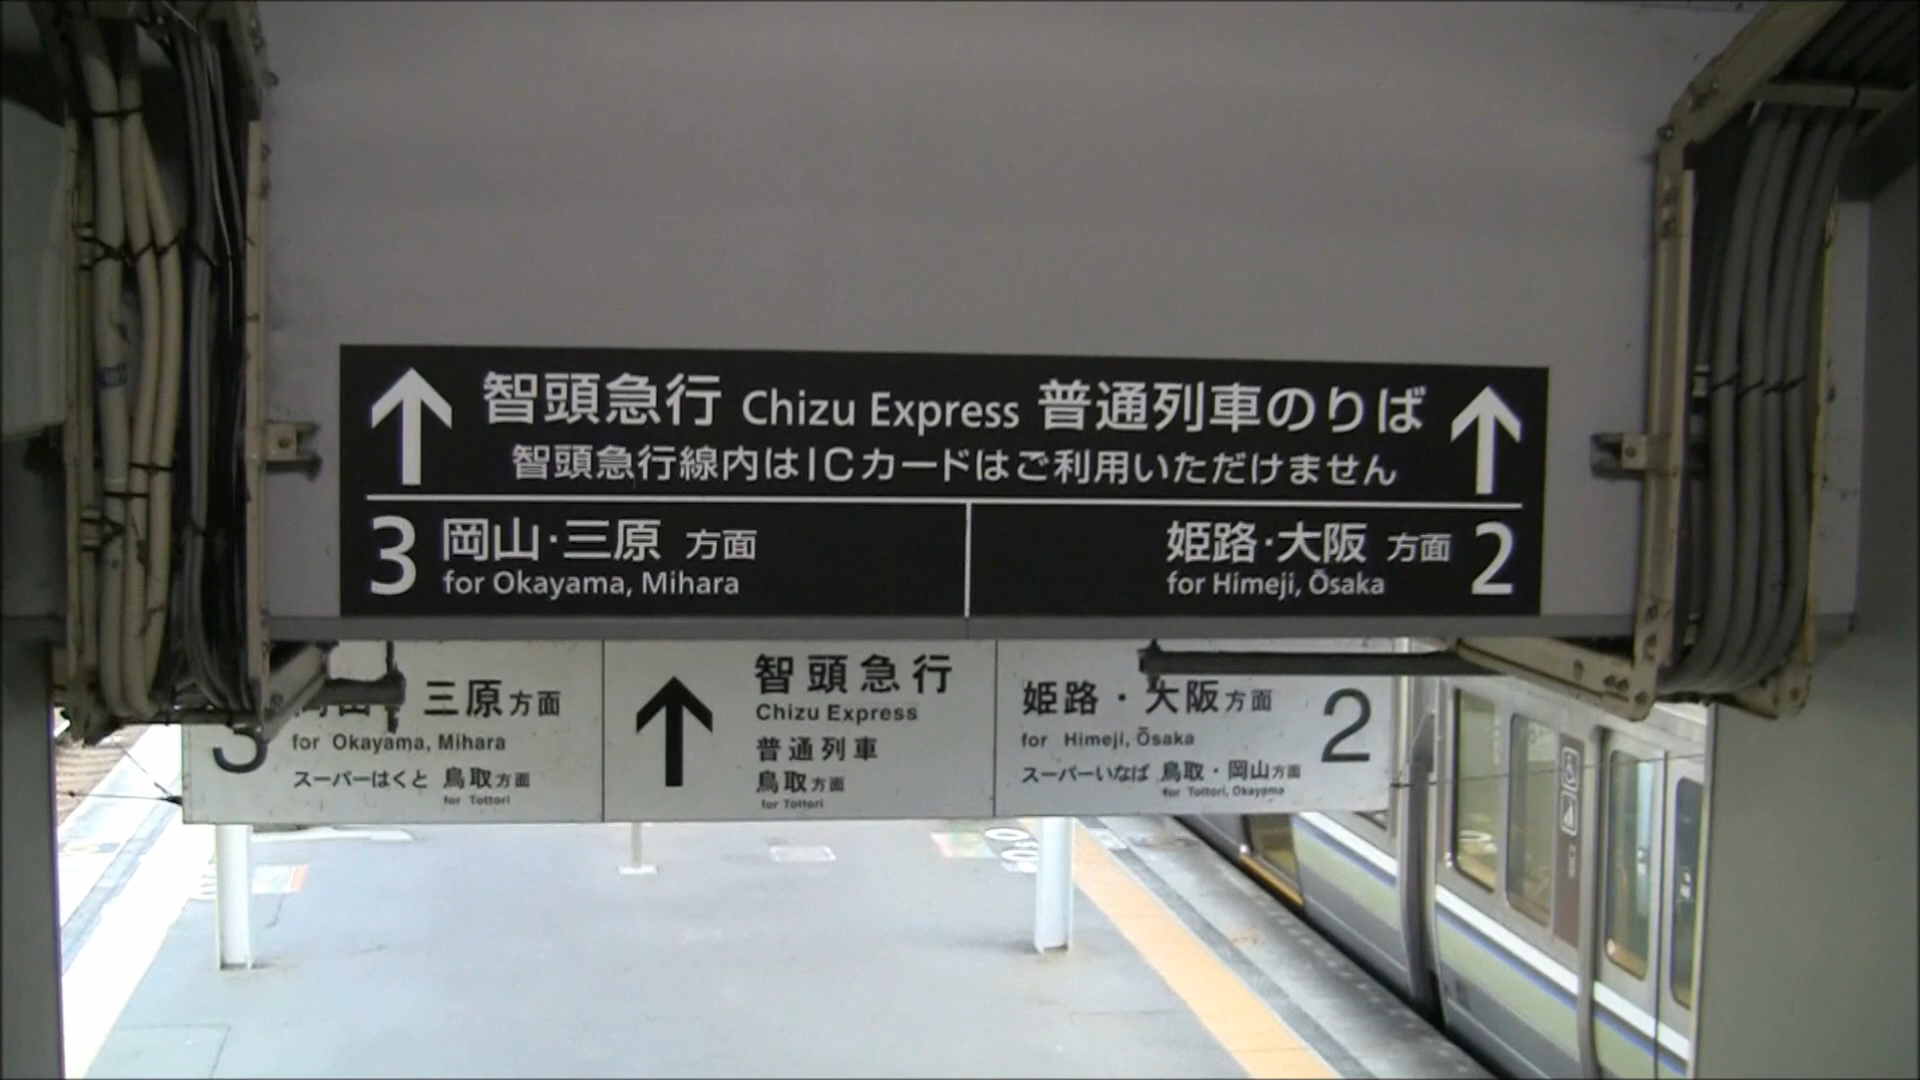 智頭急行 Chizu Express 普通列車のりば
智頭急行線内はICカードはご利用いただけません
3 岡山・三原 方面
for Okayama, Mihara
姫路・大阪 方面 2
for Himeji, Ōsaka
3 岡山・三原方面
for Okayama, Mihara
スーパーはくと 鳥取方面
for Tottori
智頭急行
Chizu Express
普通列車
鳥取方面
for Tottori
姫路・大阪方面 2
for Himeji, Ōsaka
スーパーいなば 鳥取・岡山方面
for Tottori, Okayama